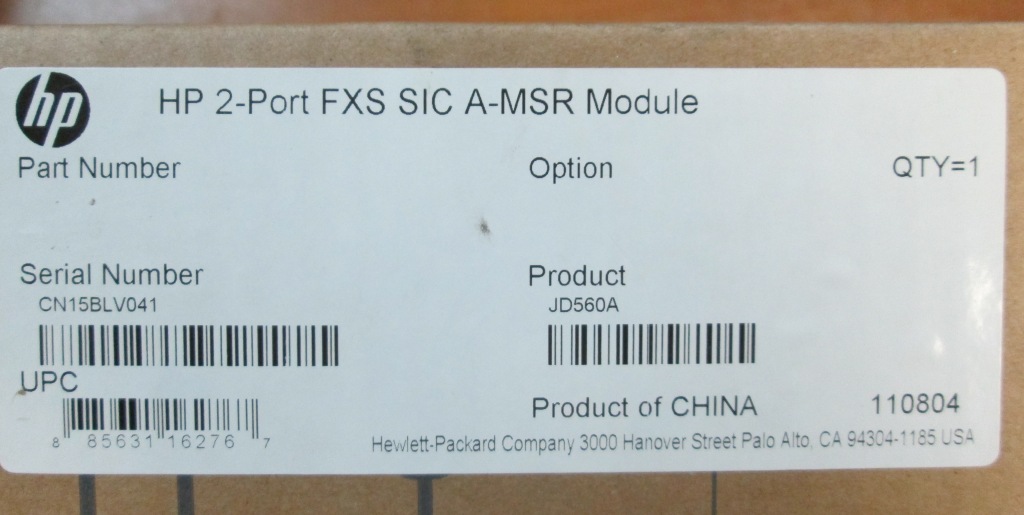 hp
HP 2-Port FXS SIC A-MSR Module
Part Number
Option
QTY=1
Serial Number
CN15BLV041
Product
JD560A
UPC
8 85631 16276 7
Product of CHINA
110804
Hewlett-Packard Company 3000 Hanover Street Palo Alto, CA 94304-1185 USA